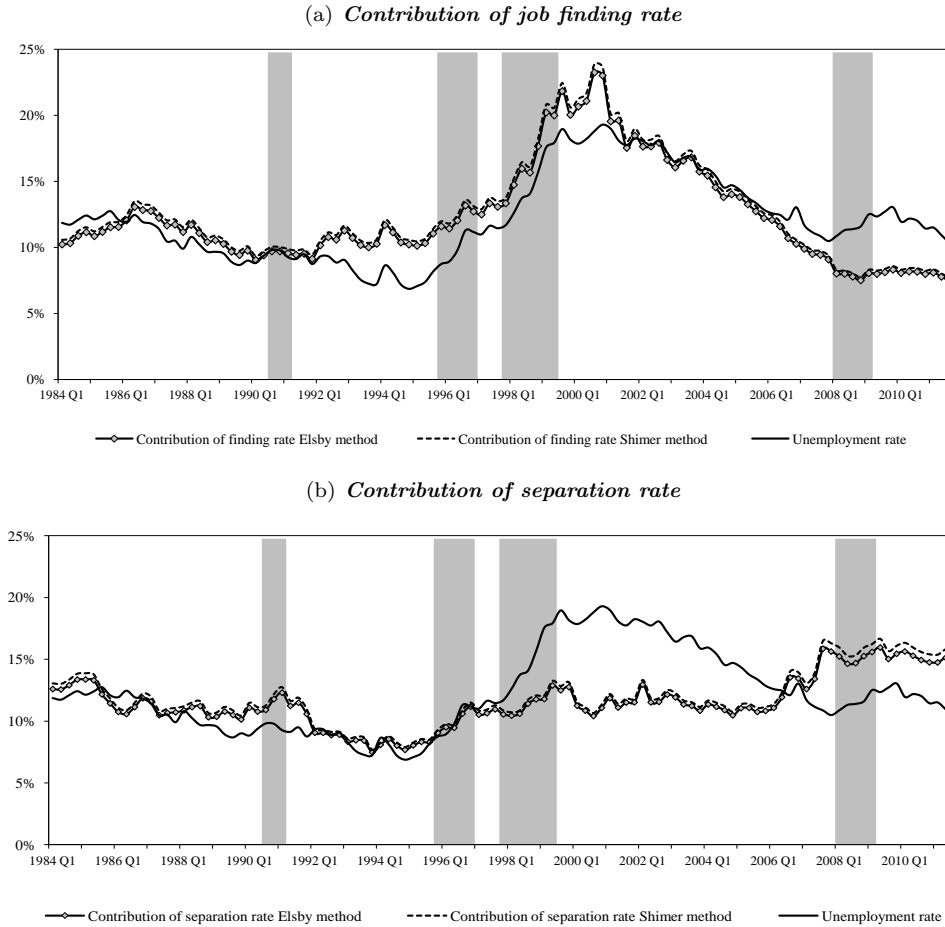 (a) Contribution of job finding rate
25%
20%
15%
10%
5%
0%
1984 Q1 1986 Q1 1988 Q1 1990 Q1 1992 Q1 1994 Q1 1996 Q1 1998 Q1 2000 Q1 2002 Q1 2004 Q1 2006 Q1 2008 Q1 2010 Q1
Contribution of finding rate Elsby method Contribution of finding rate Shimer method Unemployment rate
(b) Contribution of separation rate
25%
20%
15%
10%
5%
0%
1984 Q1 1986 Q1 1988 Q1 1990 Q1 1992 Q1 1994 Q1 1996 Q1 1998 Q1 2000 Q1 2002 Q1 2004 Q1 2006 Q1 2008 Q1 2010 Q1
Contribution of separation rate Elsby method Contribution of separation rate Shimer method Unemployment rate